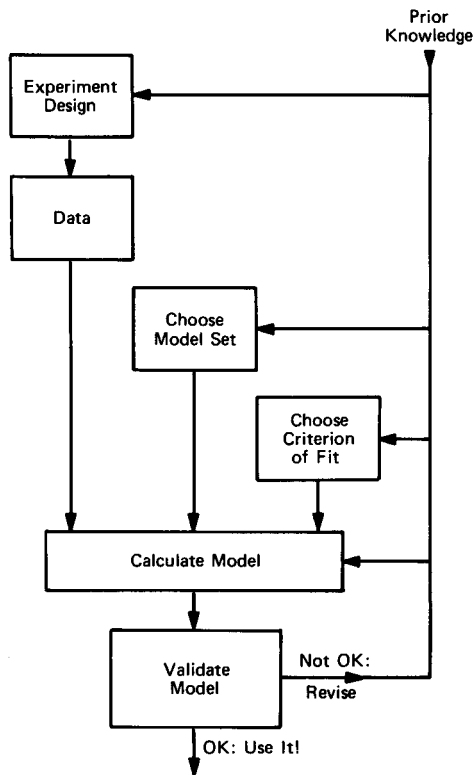 Prior
Knowledge
Experiment
Design
Data
Choose
Model Set
Choose
Criterion
of Fit
Calculate Model
Validate
Model
Not OK:
Revise
OK: Use It!